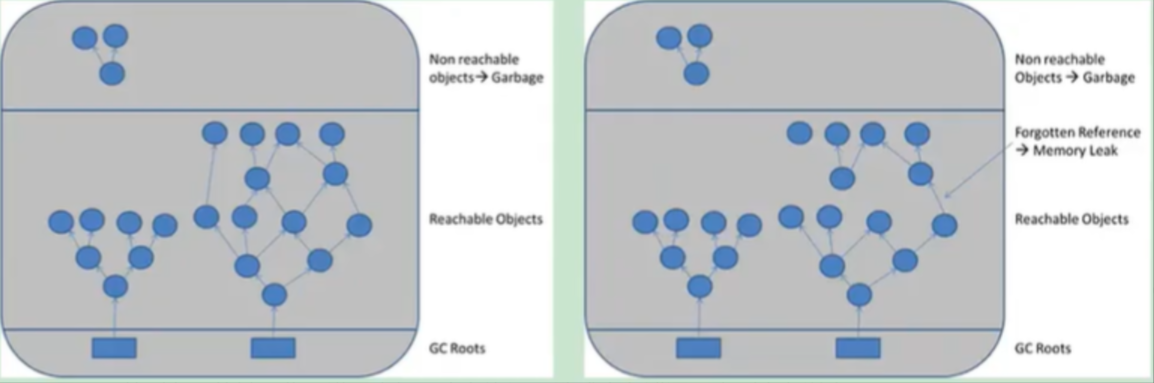 Non reachable
objects→ Garbage
Reachable Objects
GC Roots
Non reachable
Objects → Garbage
Forgotten Reference
→ Memory Leak
Reachable Objects
GC Roots